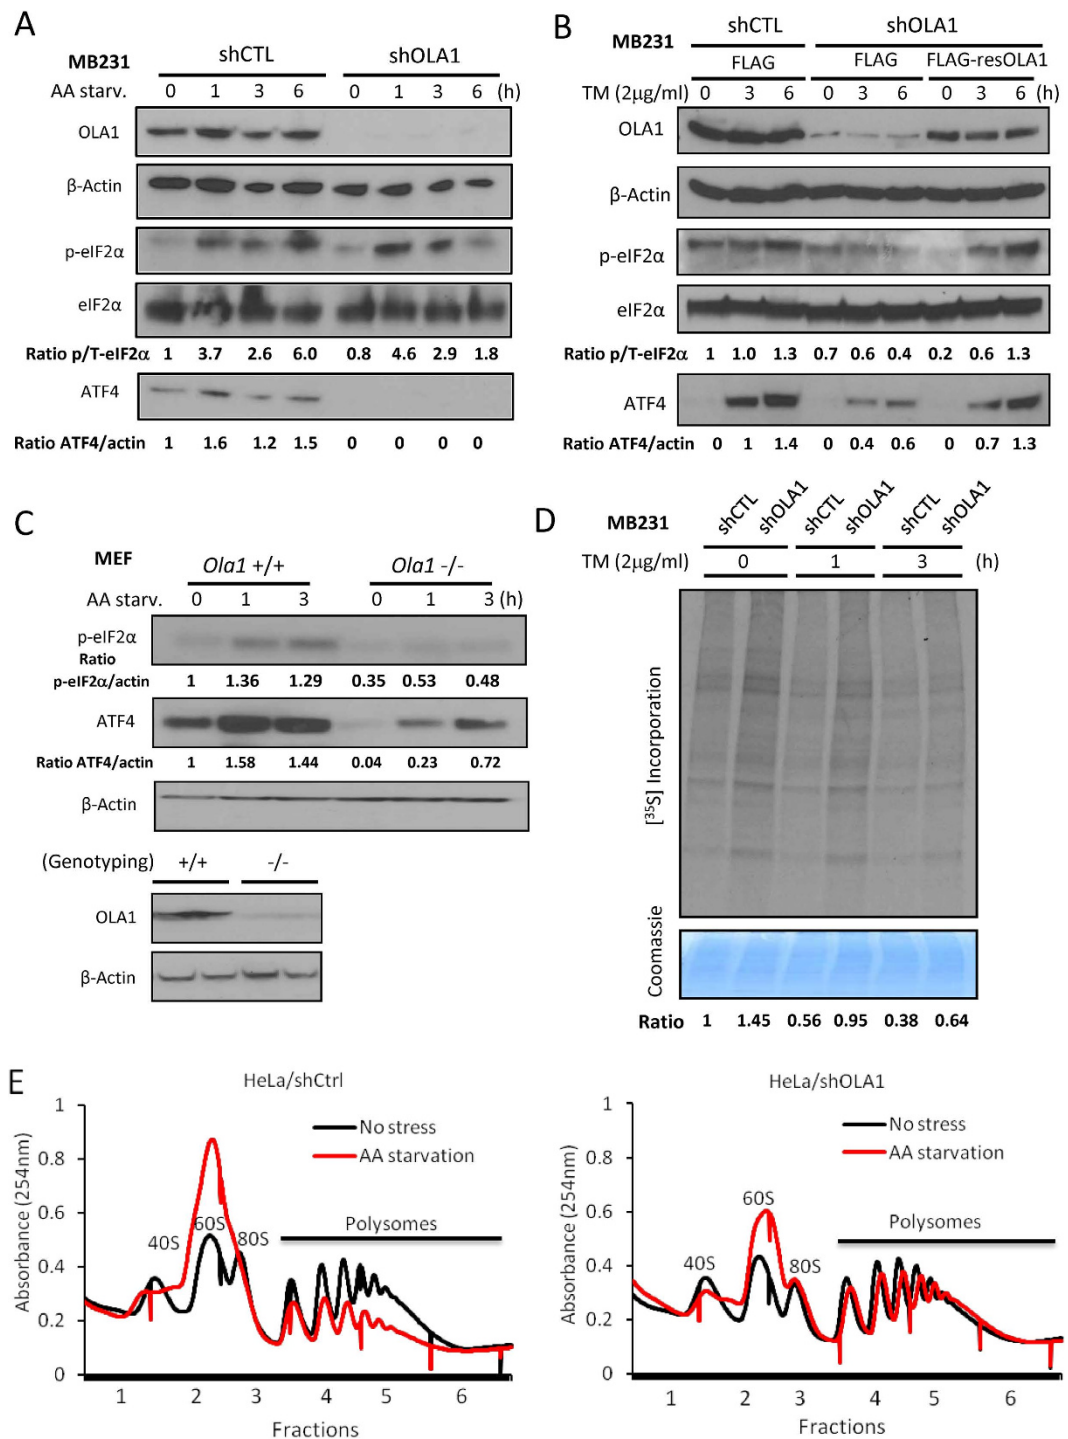 A
MB231
shCTL shOLA1
AA starv. 0 1 3 6 0 1 3 6 (h)
OLA1
β-Actin
p-eIF2α
eIF2α
Ratio p/T-eIF2α 1 3.7 2.6 6.0 0.8 4.6 2.9 1.8
ATF4
Ratio ATF4/actin 1 1.6 1.2 1.5 0 0 0 0
B
MB231
shCTL shOLA1
FLAG FLAG FLAG-resOLA1
TM (2μg/ml) 0 3 6 0 3 6 0 3 6 (h)
OLA1
β-Actin
p-eIF2α
eIF2α
Ratio p/T-eIF2α 1 1.0 1.3 0.7 0.6 0.4 0.2 0.6 1.3
ATF4
Ratio ATF4/actin 0 1 1.4 0 0.4 0.6 0 0.7 1.3
C
MEF
Ola1 +/+ Ola1 -/-
AA starv. 0 1 3 0 1 3 (h)
p-eIF2α
Ratio
p-eIF2α/actin 1 1.36 1.29 0.35 0.53 0.48
ATF4
Ratio ATF4/actin 1 1.58 1.44 0.04 0.23 0.72
β-Actin
(Genotyping) +/+ -/-
OLA1
β-Actin
D
MB231
shCTL shOLA1 shCTL shOLA1 shCTL shOLA1
TM (2μg/ml) 0 1 3 (h)
[³⁵S] Incorporation
Coomassie
Ratio 1 1.45 0.56 0.95 0.38 0.64
E
HeLa/shCtrl
Absorbance (254nm)
1
0.8
0.6
0.4
0.2
0
No stress
AA starvation
40S 60S 80S
Polysomes
1 2 3 4 5 6
Fractions
HeLa/shOLA1
Absorbance (254nm)
1
0.8
0.6
0.4
0.2
0
No stress
AA starvation
40S 60S 80S
Polysomes
1 2 3 4 5 6
Fractions